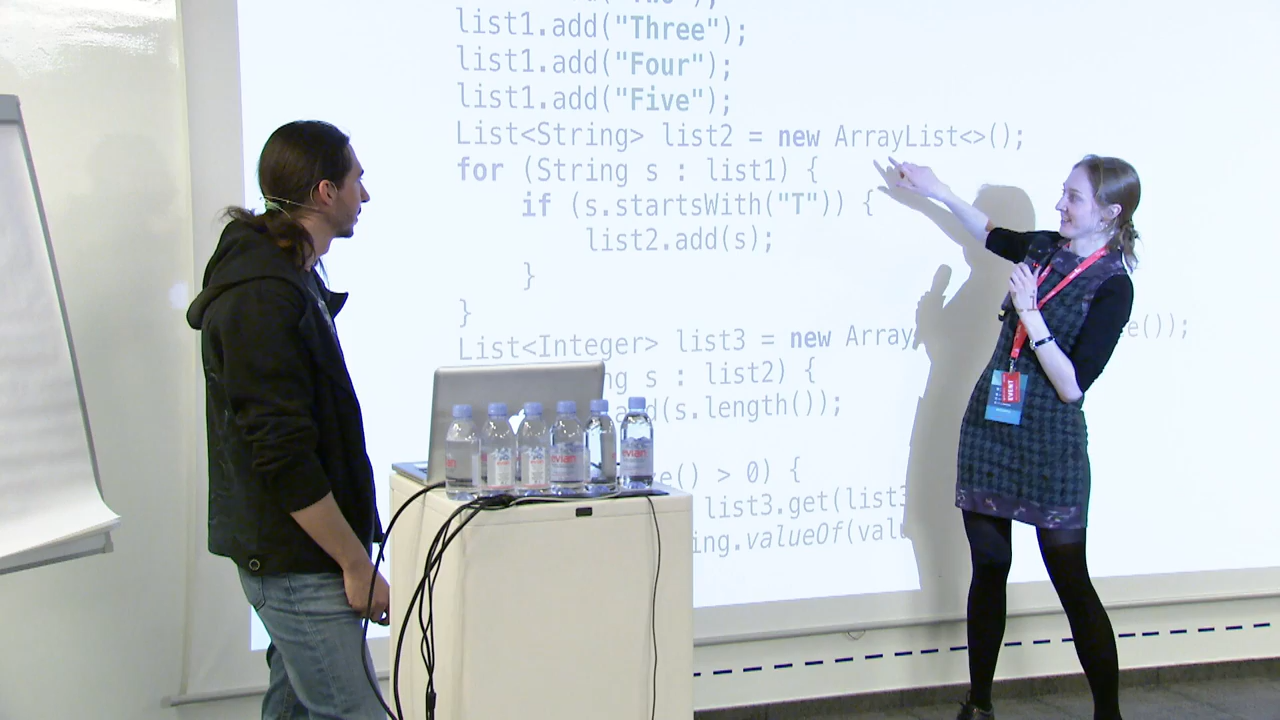 list1.add("Three");
list1.add("Four");
list1.add("Five");
List<String> list2 = new ArrayList<>();
for (String s : list1) {
if (s.startsWith("T")) {
list2.add(s);
}
}
List<Integer> list3 = new Array e());
s : list2) {
(s.length());
() > 0) {
list3.get(list3
ing.valueOf(val
evian
evian
evian
EVENT